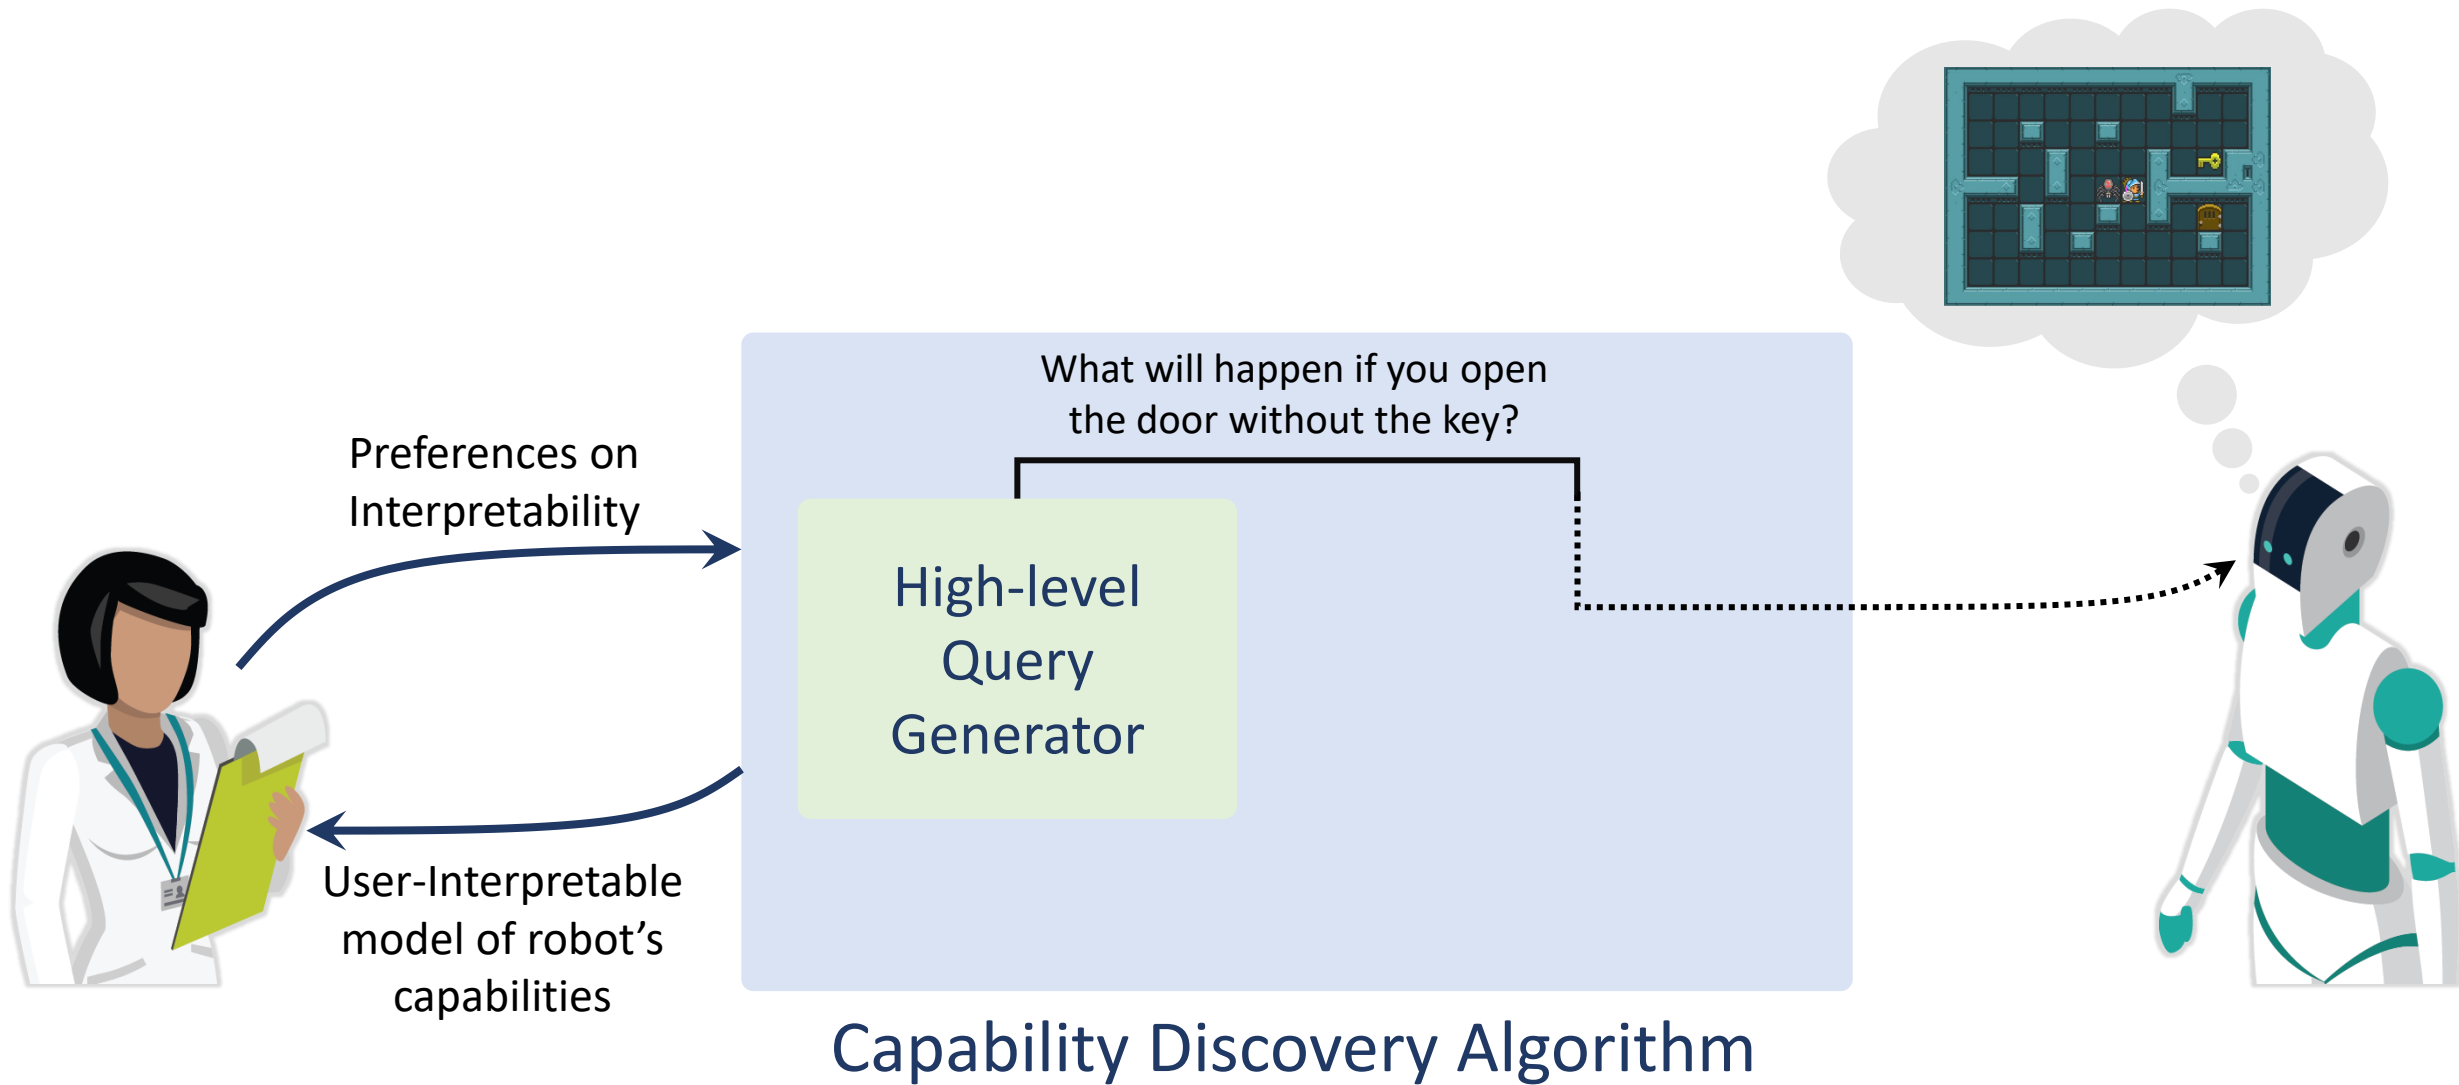 What will happen if you open
the door without the key?
Preferences on
Interpretability
High-level
Query
Generator
User-Interpretable
model of robot’s
capabilities
Capability Discovery Algorithm